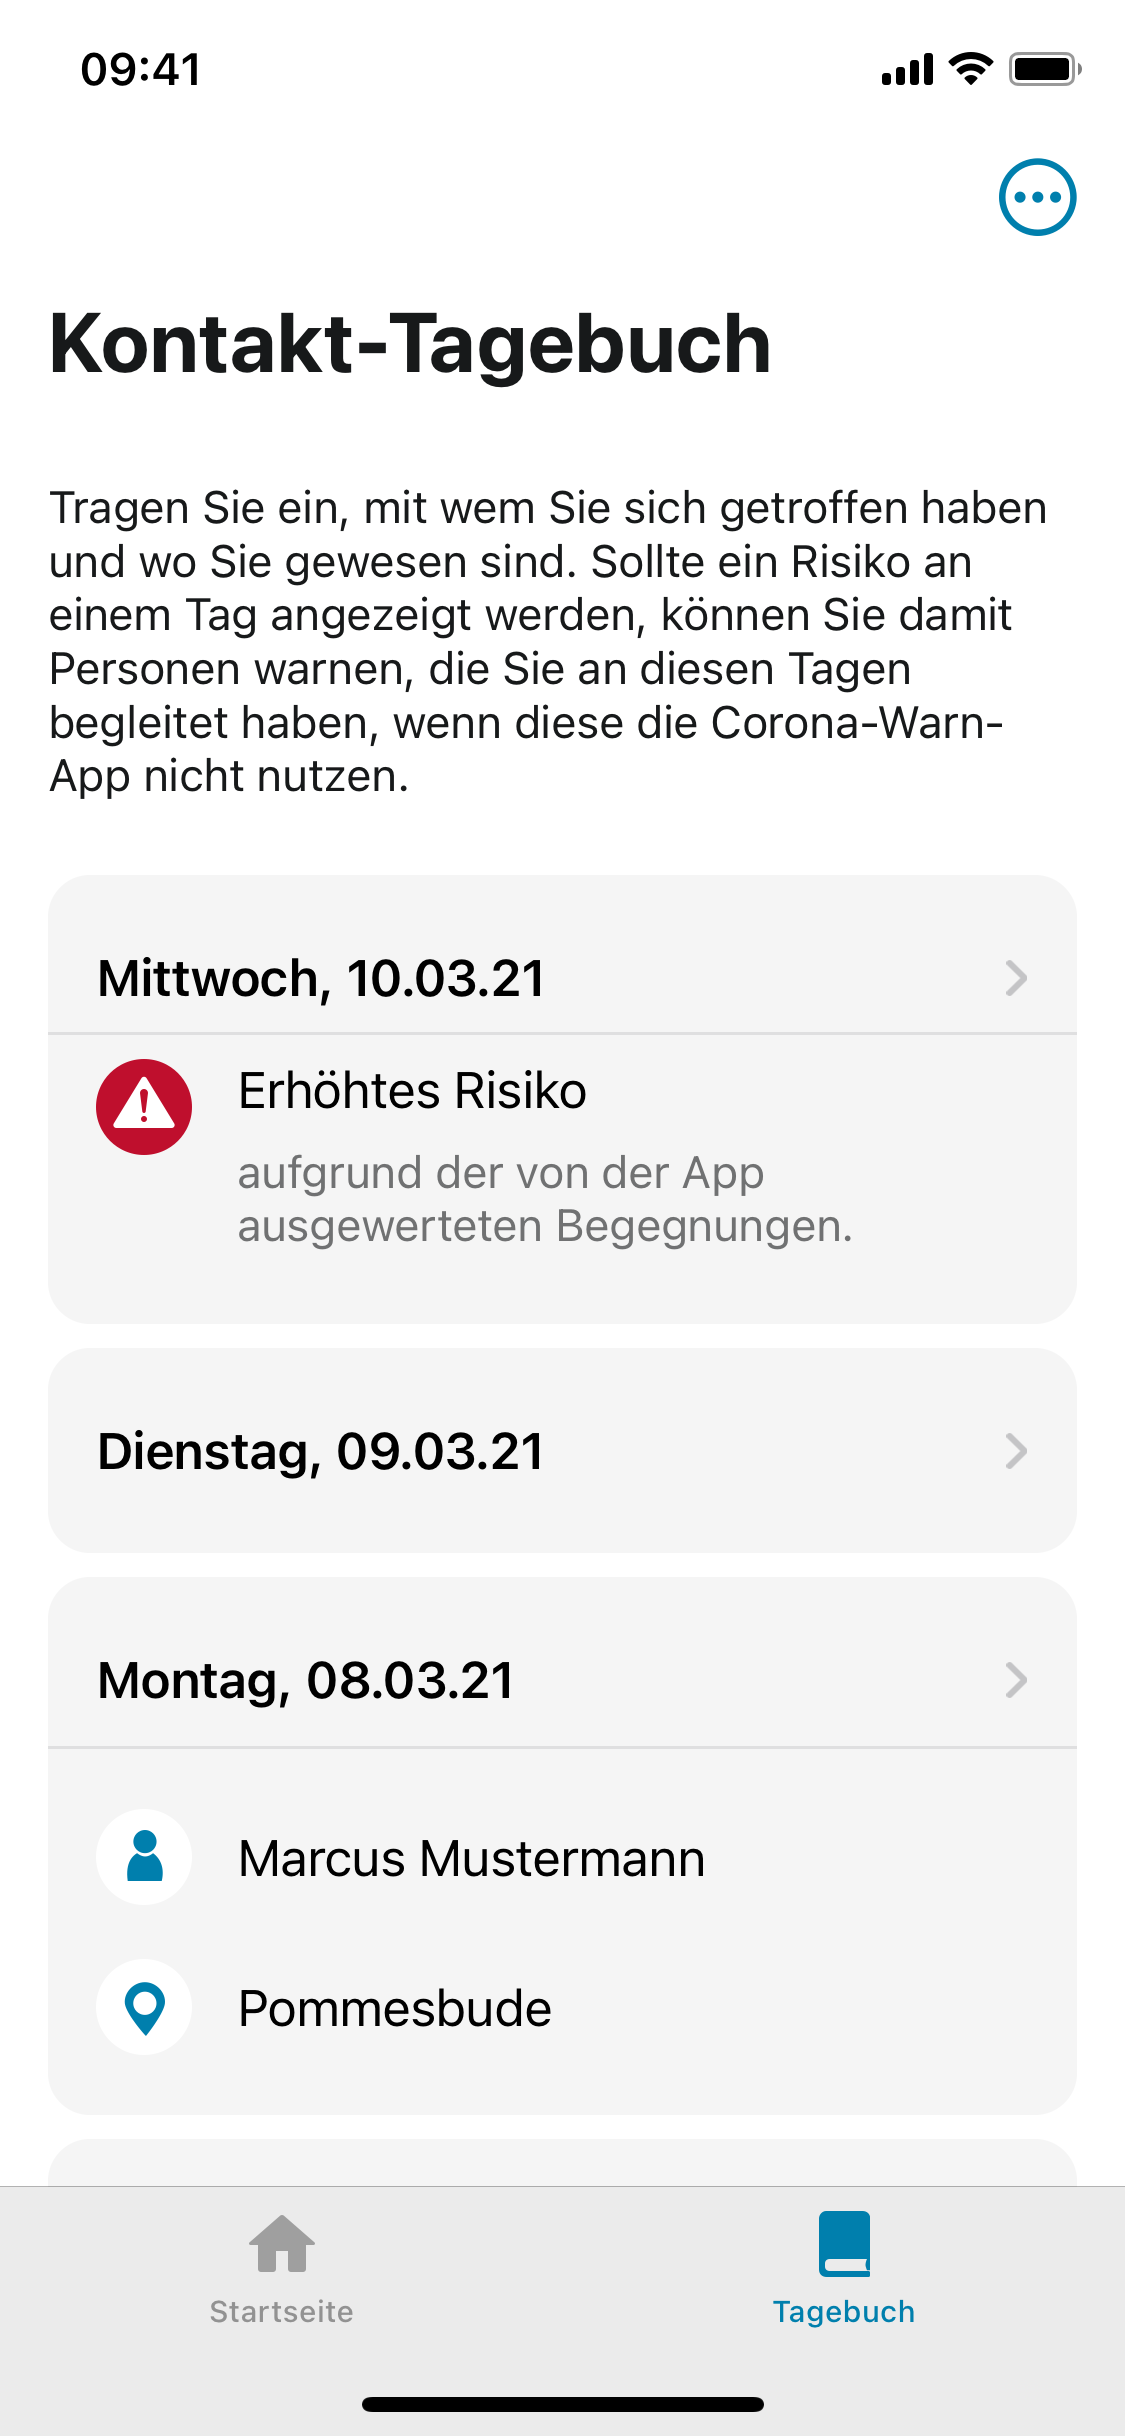 09:41
Kontakt-Tagebuch
Tragen Sie ein, mit wem Sie sich getroffen haben
und wo Sie gewesen sind. Sollte ein Risiko an
einem Tag angezeigt werden, können Sie damit
Personen warnen, die Sie an diesen Tagen
begleitet haben, wenn diese die Corona-Warn-
App nicht nutzen.
Mittwoch, 10.03.21
Erhöhtes Risiko
aufgrund der von der App
ausgewerteten Begegnungen.
Dienstag, 09.03.21
Montag, 08.03.21
Marcus Mustermann
Pommesbude
Startseite
Tagebuch